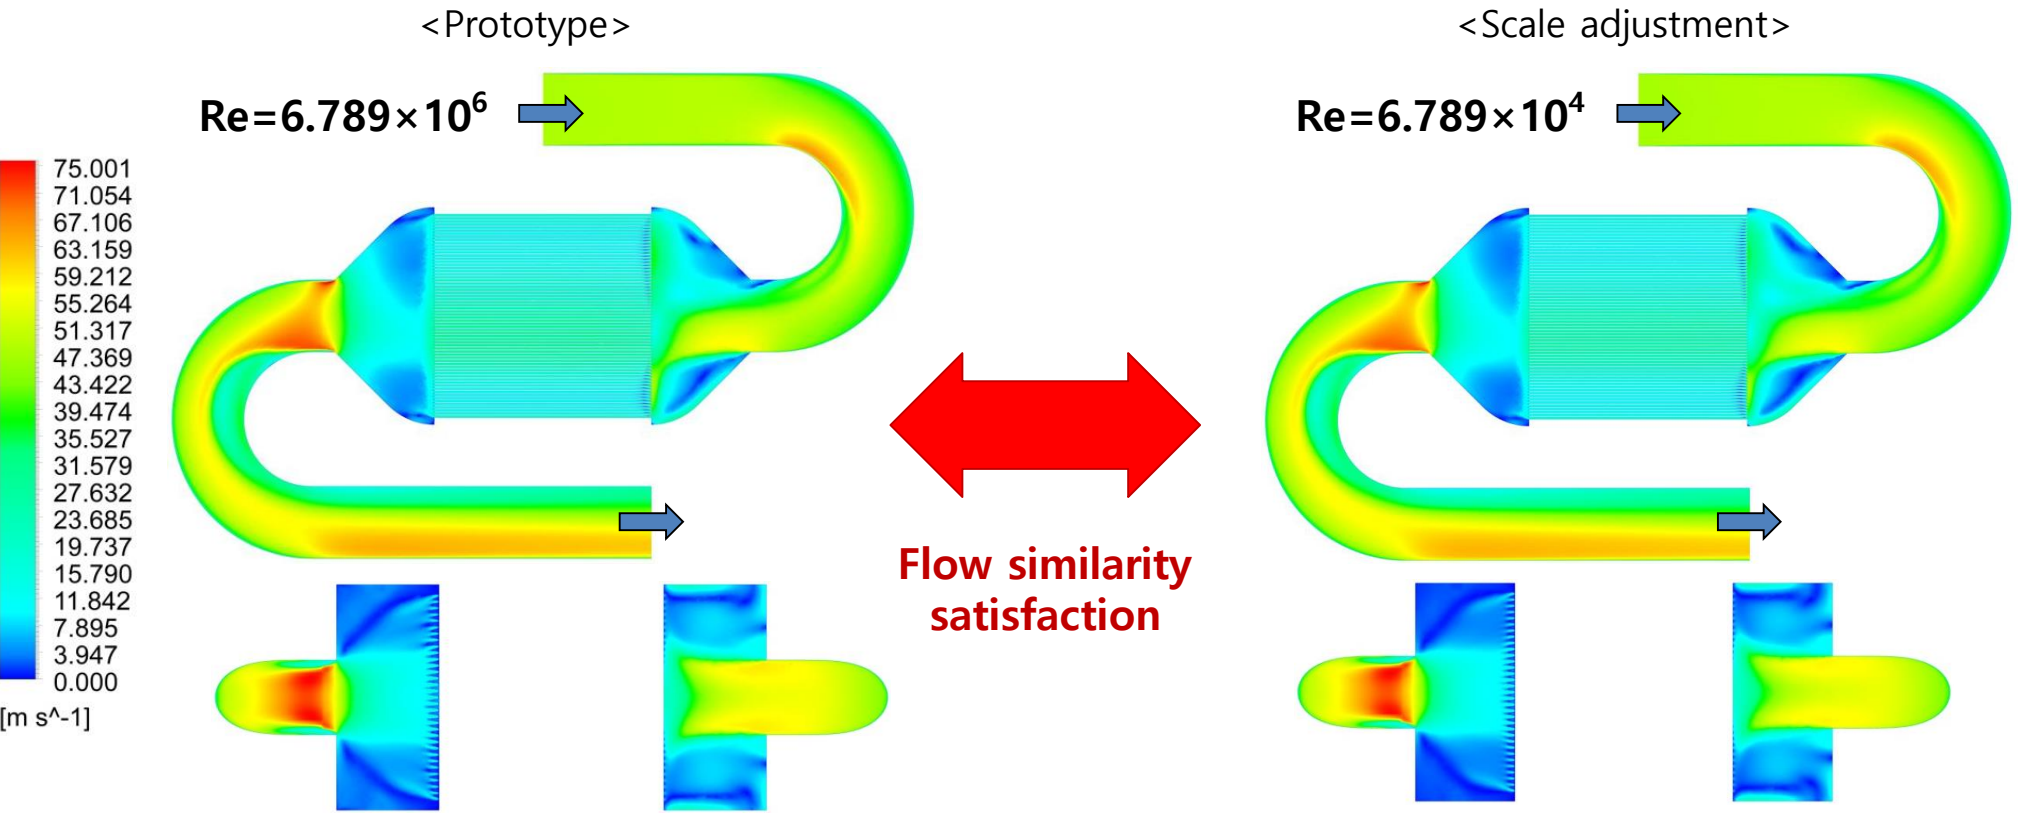 <Prototype>
<Scale adjustment>
Re=6.789×10⁶
Re=6.789×10⁴
75.001
71.054
67.106
63.159
59.212
55.264
51.317
47.369
43.422
39.474
35.527
31.579
27.632
23.685
19.737
15.790
11.842
7.895
3.947
0.000
[m s^-1]
Flow similarity
satisfaction